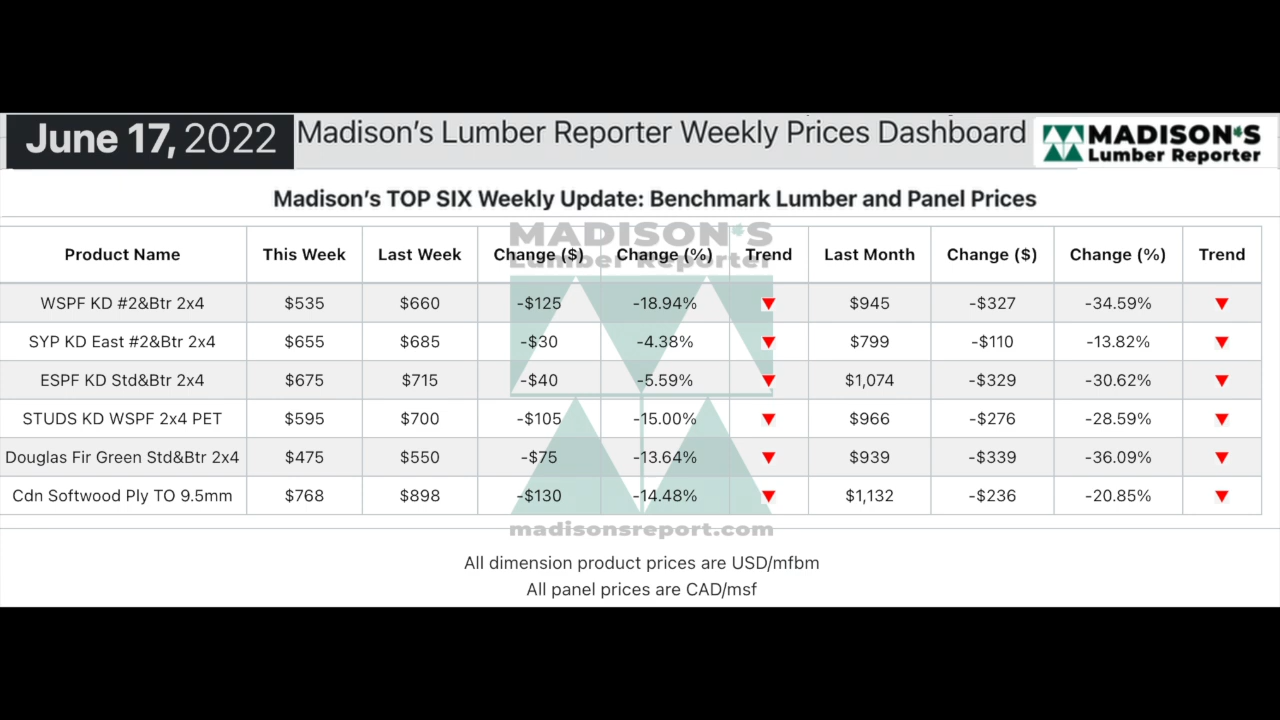 June 17, 2022 Madison's Lumber Reporter Weekly Prices Dashboard
MADISON'S
Lumber Reporter
Madison's TOP SIX Weekly Update: Benchmark Lumber and Panel Prices
MADISON'S
Lumber Reporter
Product Name This Week Last Week Change ($) Change (%) Trend Last Month Change ($) Change (%) Trend
WSPF KD #2&Btr 2x4 $535 $660 -$125 -18.94% ▼ $945 -$327 -34.59% ▼
SYP KD East #2&Btr 2x4 $655 $685 -$30 -4.38% ▼ $799 -$110 -13.82% ▼
ESPF KD Std&Btr 2x4 $675 $715 -$40 -5.59% ▼ $1,074 -$329 -30.62% ▼
STUDS KD WSPF 2x4 PET $595 $700 -$105 -15.00% ▼ $966 -$276 -28.59% ▼
Douglas Fir Green Std&Btr 2x4 $475 $550 -$75 -13.64% ▼ $939 -$339 -36.09% ▼
Cdn Softwood Ply TO 9.5mm $768 $898 -$130 -14.48% ▼ $1,132 -$236 -20.85% ▼
madisonsreport.com
All dimension product prices are USD/mfbm
All panel prices are CAD/msf